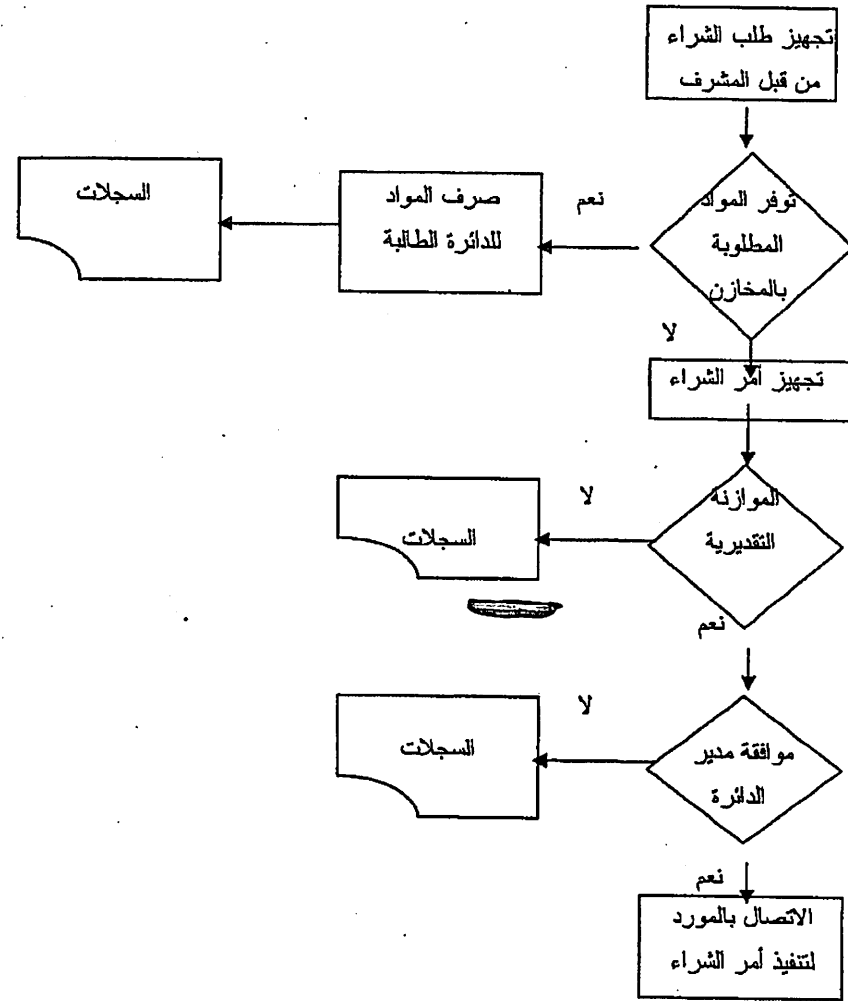 تجهيز طلب الشراء
من قبل المشرف
توفر المواد
المطلوبة
بالمخازن
نعم
صرف المواد
للدائرة الطالبة
السجلات
لا
تجهيز أمر الشراء
الموازنة
التقديرية
لا
السجلات
نعم
موافقة مدير
الدائرة
لا
السجلات
نعم
الاتصال بالمورد
لتنفيذ أمر الشراء